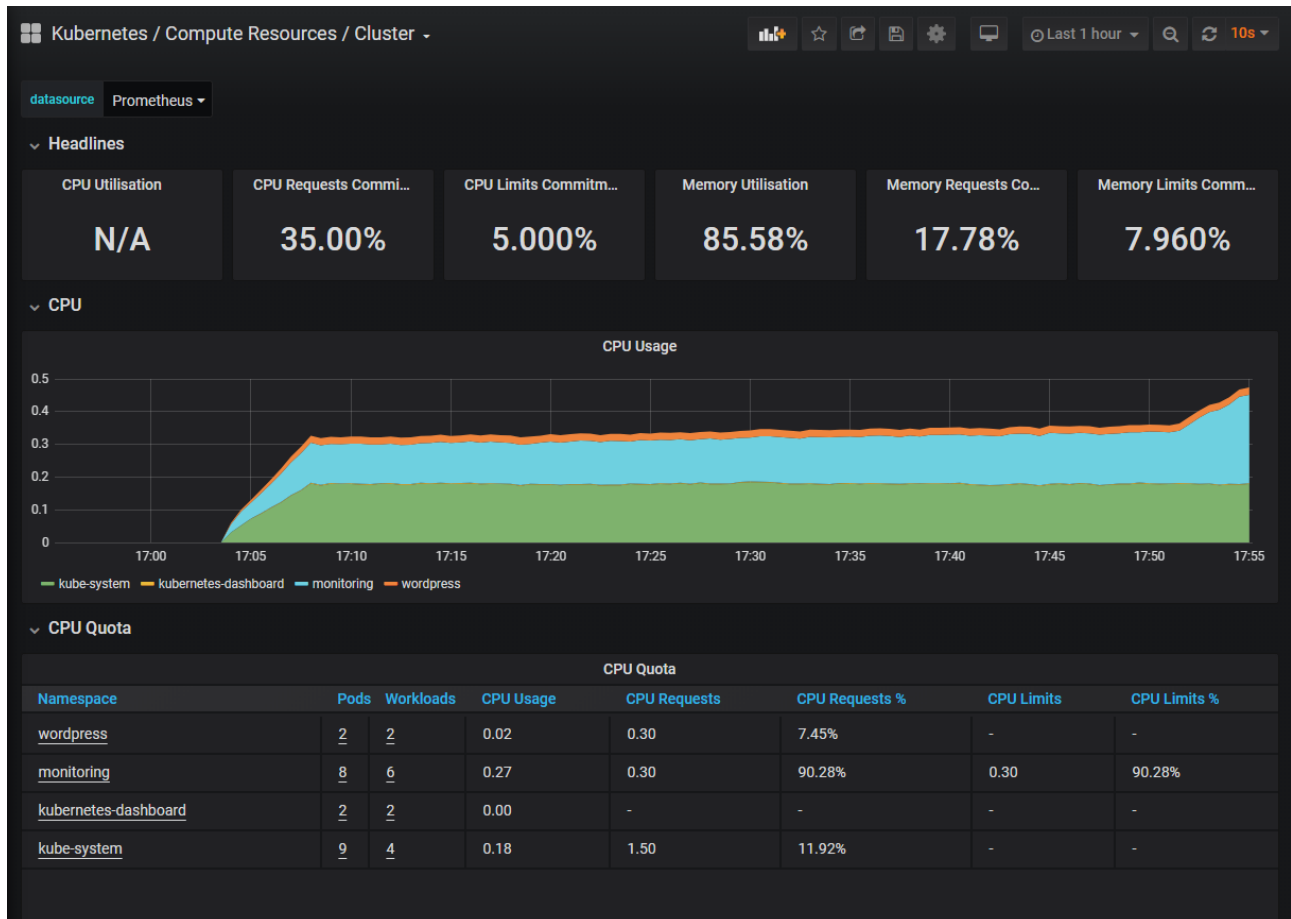 Kubernetes / Compute Resources / Cluster
Last 1 hour 10s
datasource Prometheus
Headlines
CPU Utilisation CPU Requests Commi... CPU Limits Commitm... Memory Utilisation Memory Requests Co... Memory Limits Comm...
N/A 35.00% 5.000% 85.58% 17.78% 7.960%
CPU
CPU Usage
0.5
0.4
0.3
0.2
0.1
0
17:00 17:05 17:10 17:15 17:20 17:25 17:30 17:35 17:40 17:45 17:50 17:55
kube-system kubernetes-dashboard monitoring wordpress
CPU Quota
CPU Quota
Namespace Pods Workloads CPU Usage CPU Requests CPU Requests % CPU Limits CPU Limits %
wordpress 2 2 0.02 0.30 7.45% - -
monitoring 8 6 0.27 0.30 90.28% 0.30 90.28%
kubernetes-dashboard 2 2 0.00 - - - -
kube-system 9 4 0.18 1.50 11.92% - -